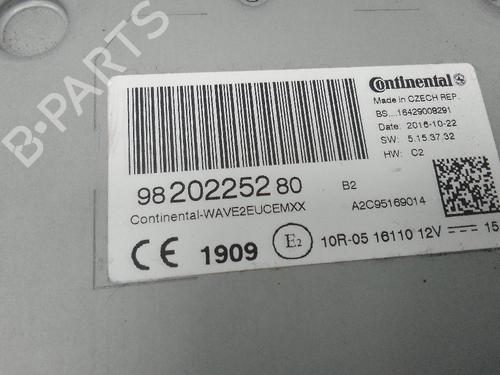 B-PARTS
Continental
Made in CZECH REP.
BS....16429008291
Date: 2016-10-22
SW: 5.15.37.32
HW: C2
98 202252 80 B2
Continental-WAVE2EUCEMXX A2C95169014
CE 1909 E2 10R-05 16110 12V 15